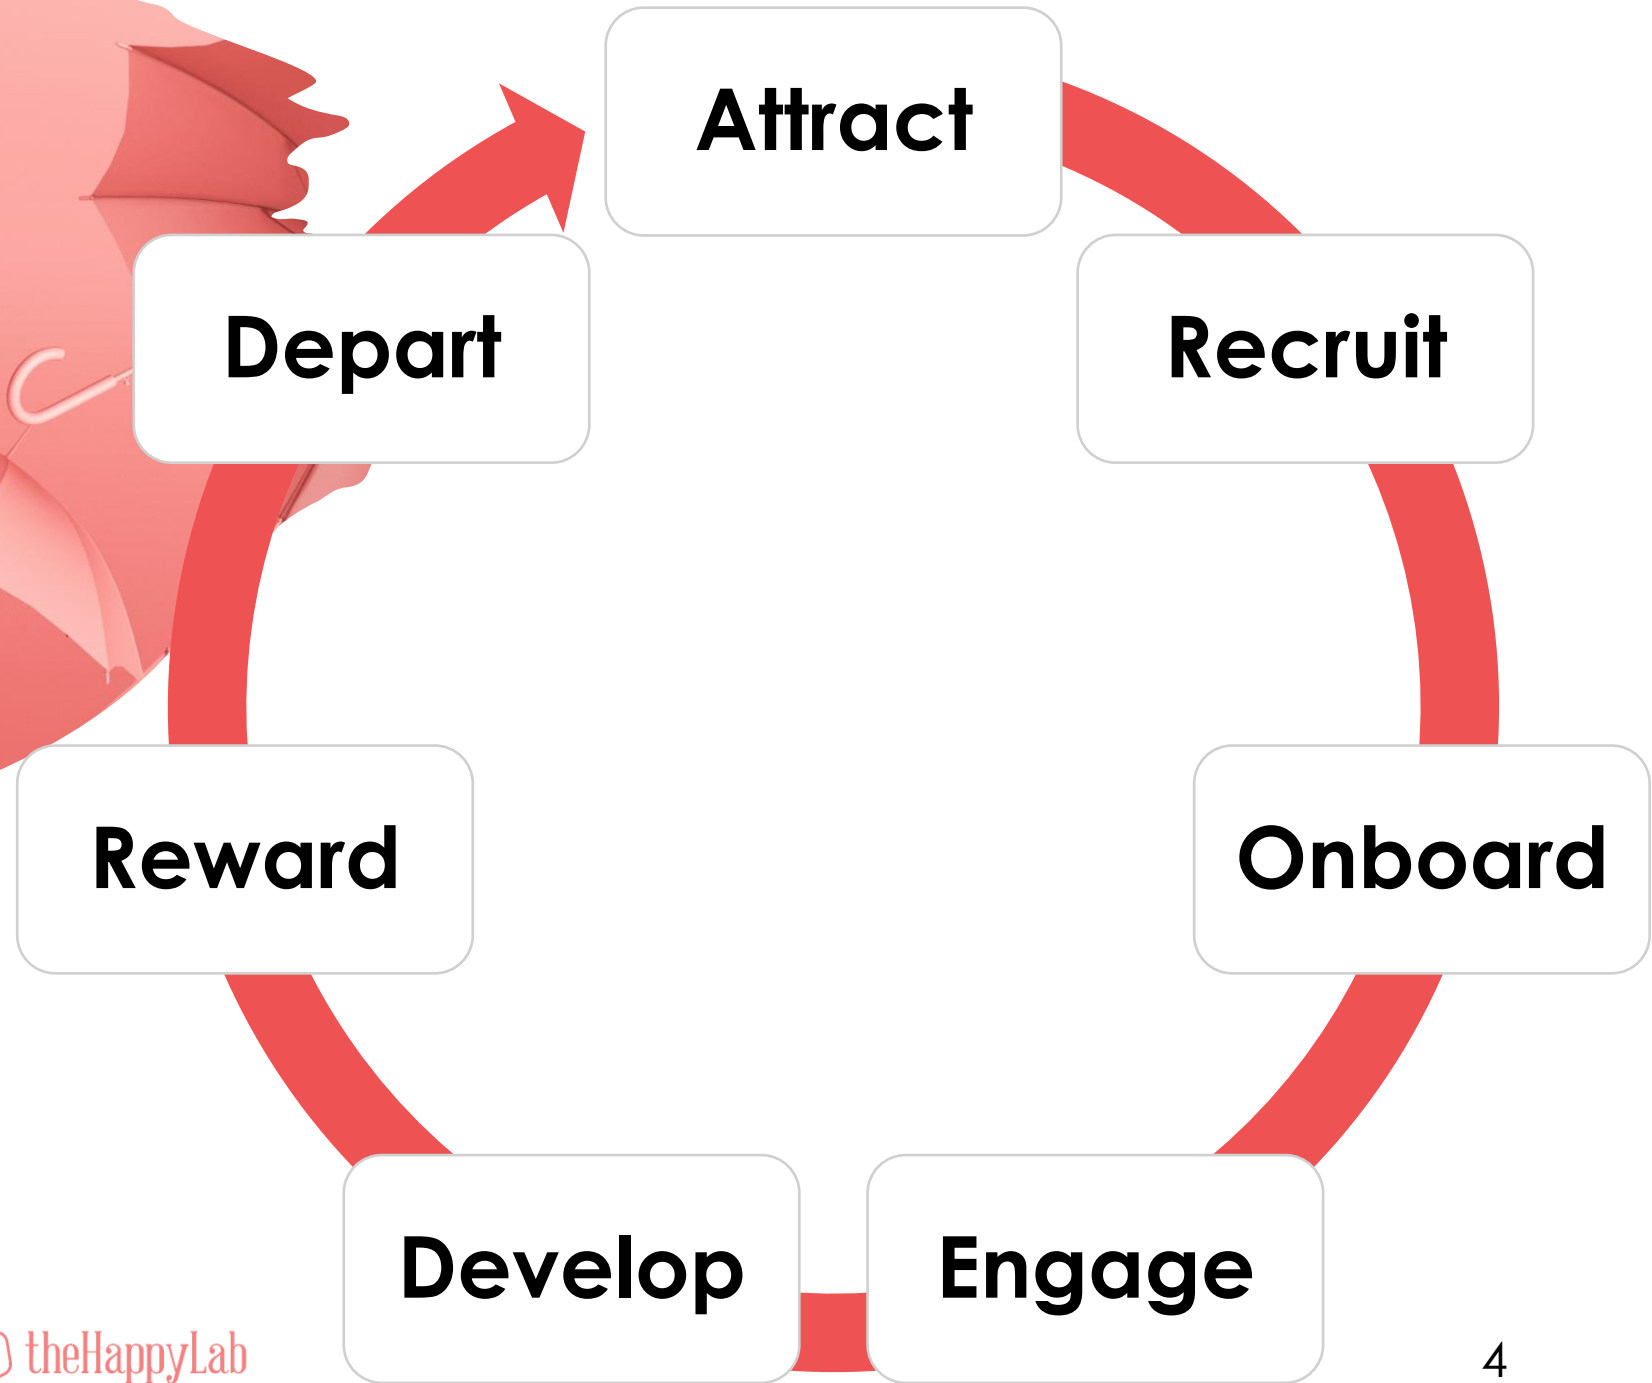 Attract
Recruit
Onboard
Engage
Develop
Reward
Depart
theHappyLab
4